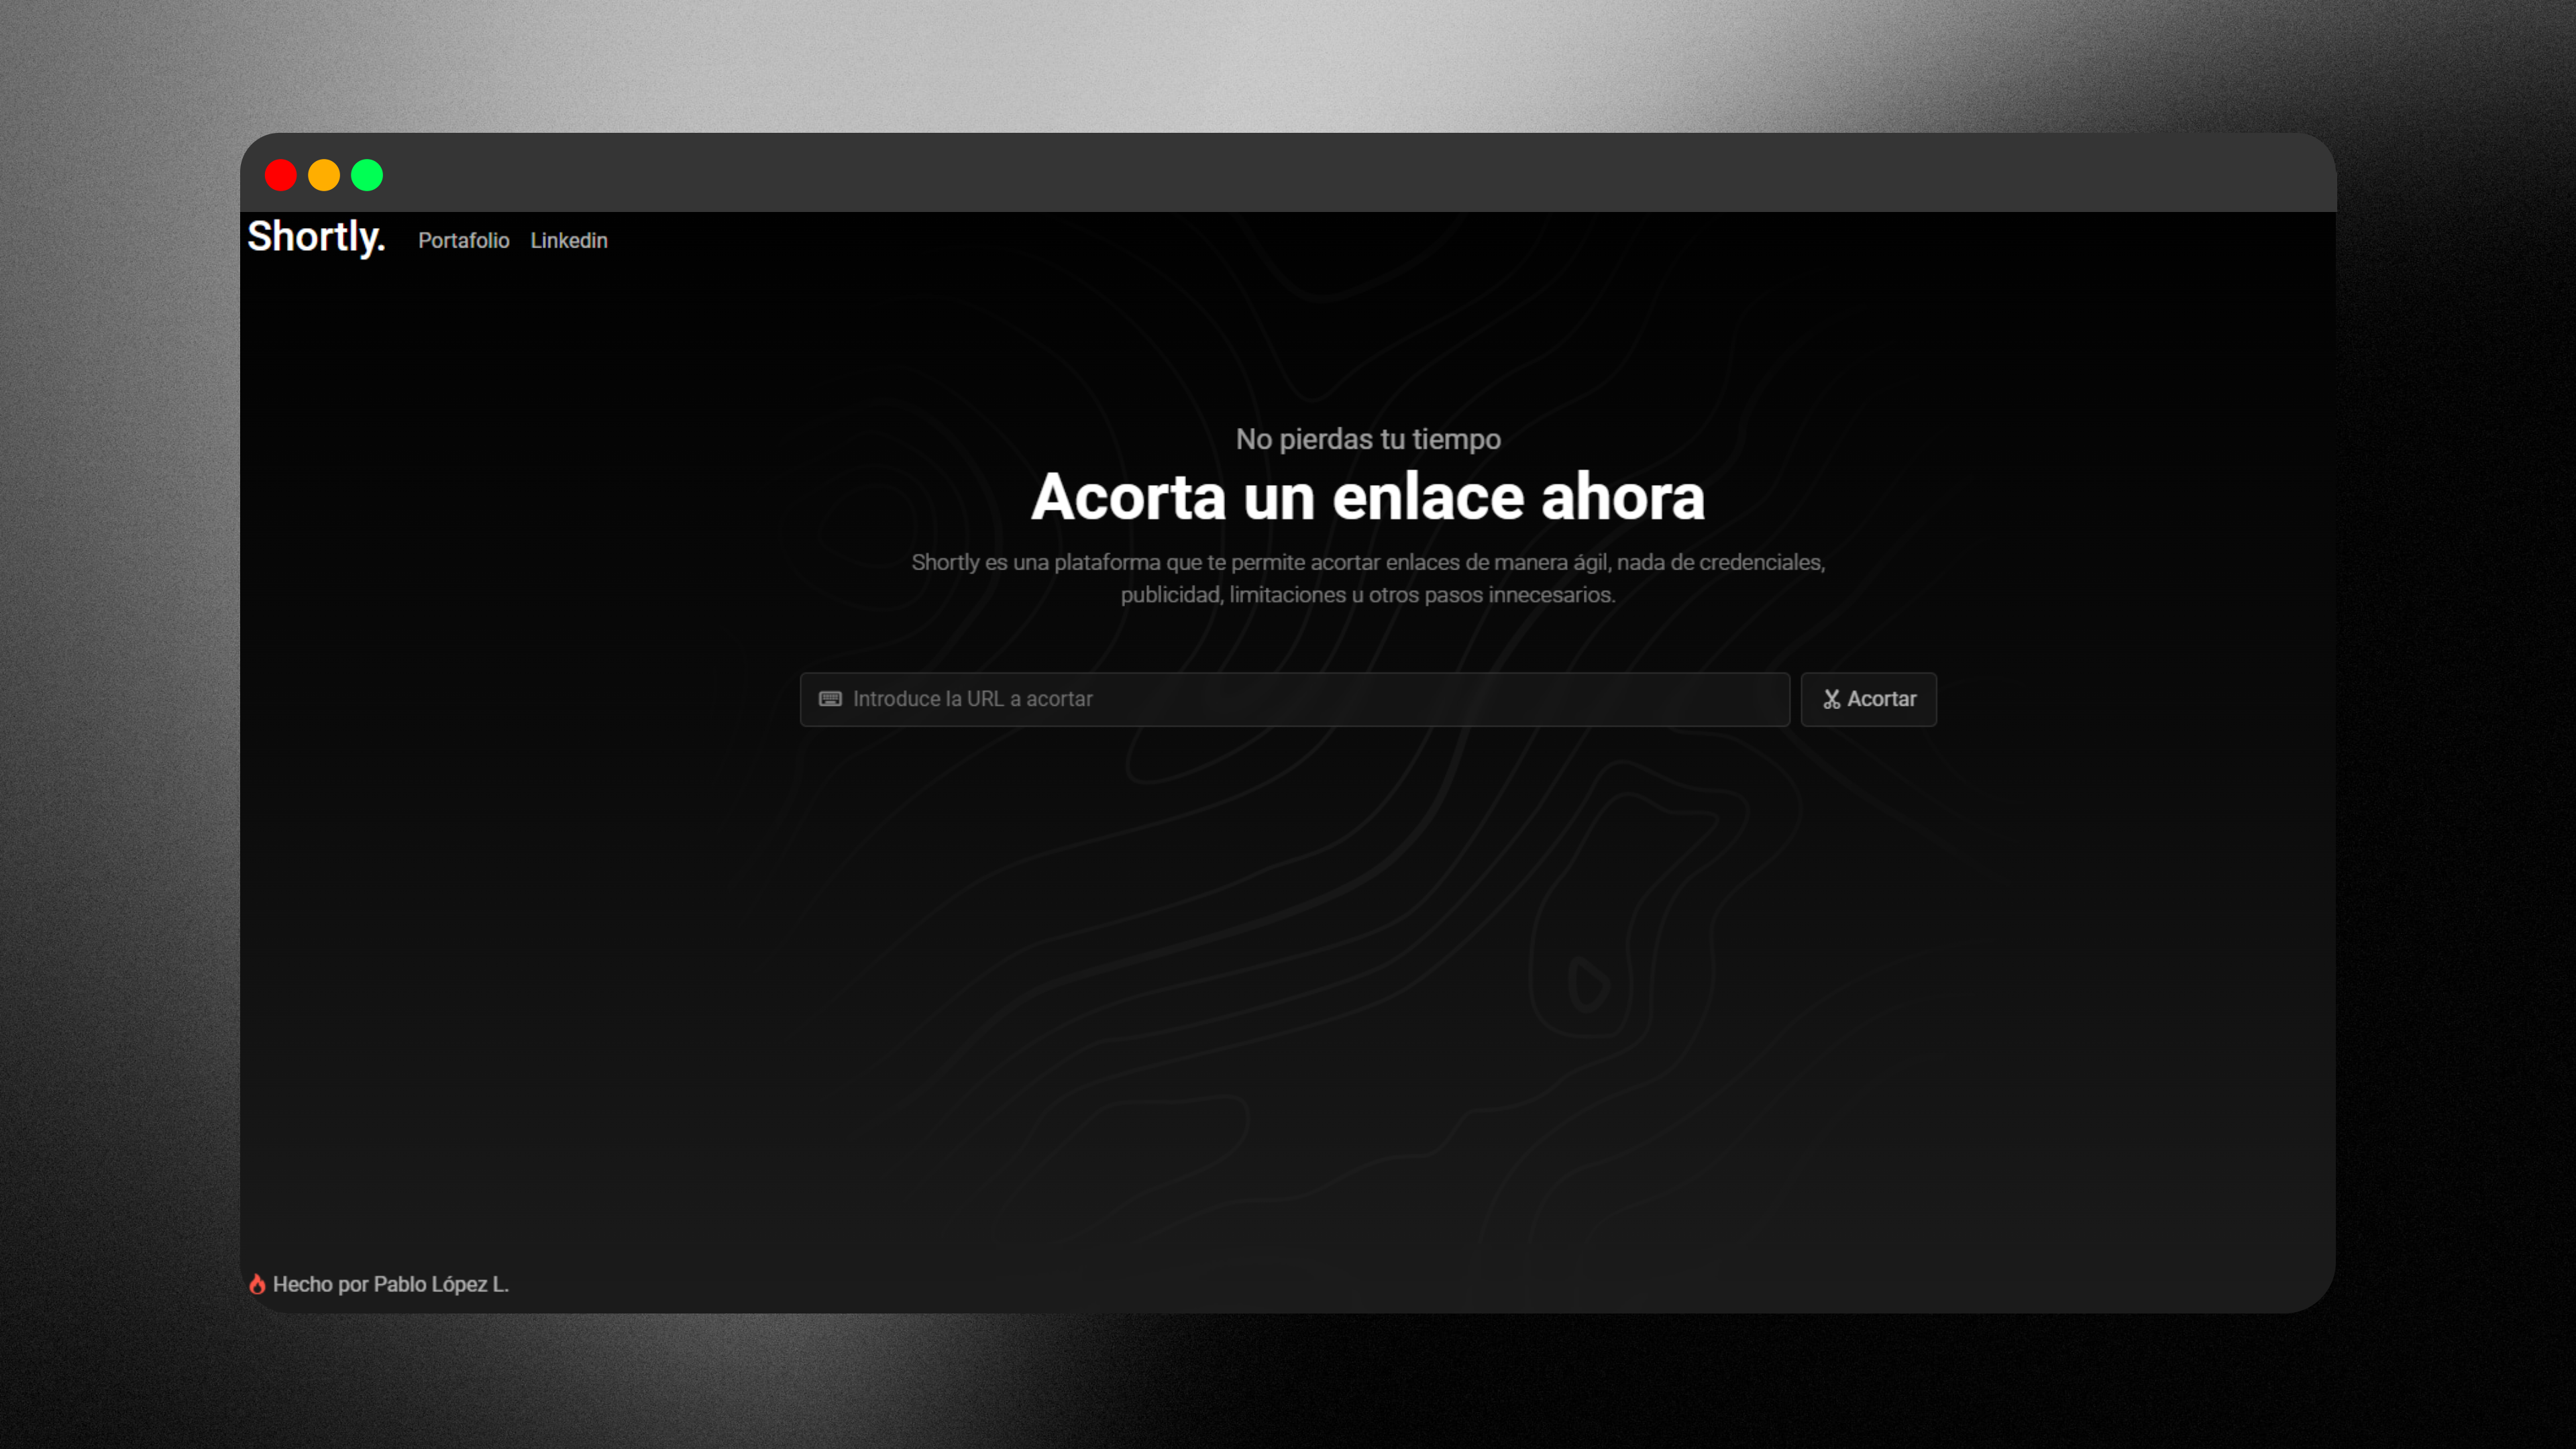 Shortly.
Portafolio Linkedin
No pierdas tu tiempo
Acorta un enlace ahora
Shortly es una plataforma que te permite acortar enlaces de manera ágil, nada de credenciales,
publicidad, limitaciones u otros pasos innecesarios.
Introduce la URL a acortar
Acortar
Hecho por Pablo López L.